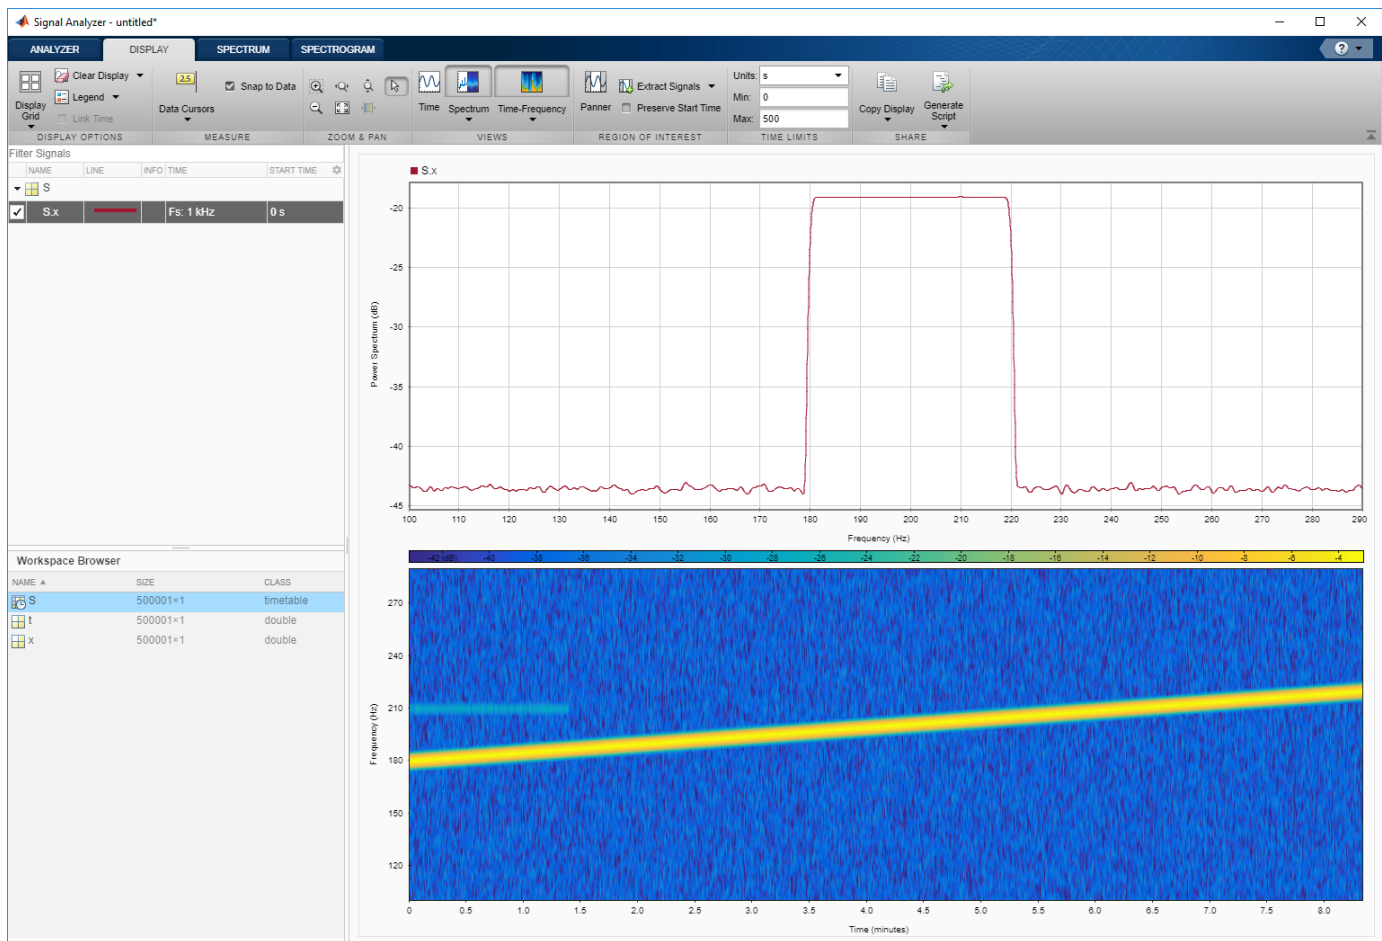 Signal Analyzer - untitled*
ANALYZER DISPLAY SPECTRUM SPECTROGRAM
Display Grid
Clear Display
Legend
Link Time
DISPLAY OPTIONS
2.5
Data Cursors
Snap to Data
MEASURE
ZOOM & PAN
Time Spectrum Time-Frequency
VIEWS
Panner
Extract Signals
Preserve Start Time
REGION OF INTEREST
Units: s
Min: 0
Max: 500
TIME LIMITS
Copy Display Generate Script
SHARE
?
Filter Signals
NAME LINE INFO TIME START TIME
S
S.x Fs: 1 kHz 0 s
Workspace Browser
NAME SIZE CLASS
S 500001×1 timetable
t 500001×1 double
x 500001×1 double
S.x
Power Spectrum (dB)
-20
-25
-30
-35
-40
-45
100 110 120 130 140 150 160 170 180 190 200 210 220 230 240 250 260 270 280 290
Frequency (Hz)
-42 (dB) -40 -38 -36 -34 -32 -30 -28 -26 -24 -22 -20 -18 -16 -14 -12 -10 -8 -6 -4
Frequency (Hz)
270
240
210
180
150
120
0 0.5 1.0 1.5 2.0 2.5 3.0 3.5 4.0 4.5 5.0 5.5 6.0 6.5 7.0 7.5 8.0
Time (minutes)